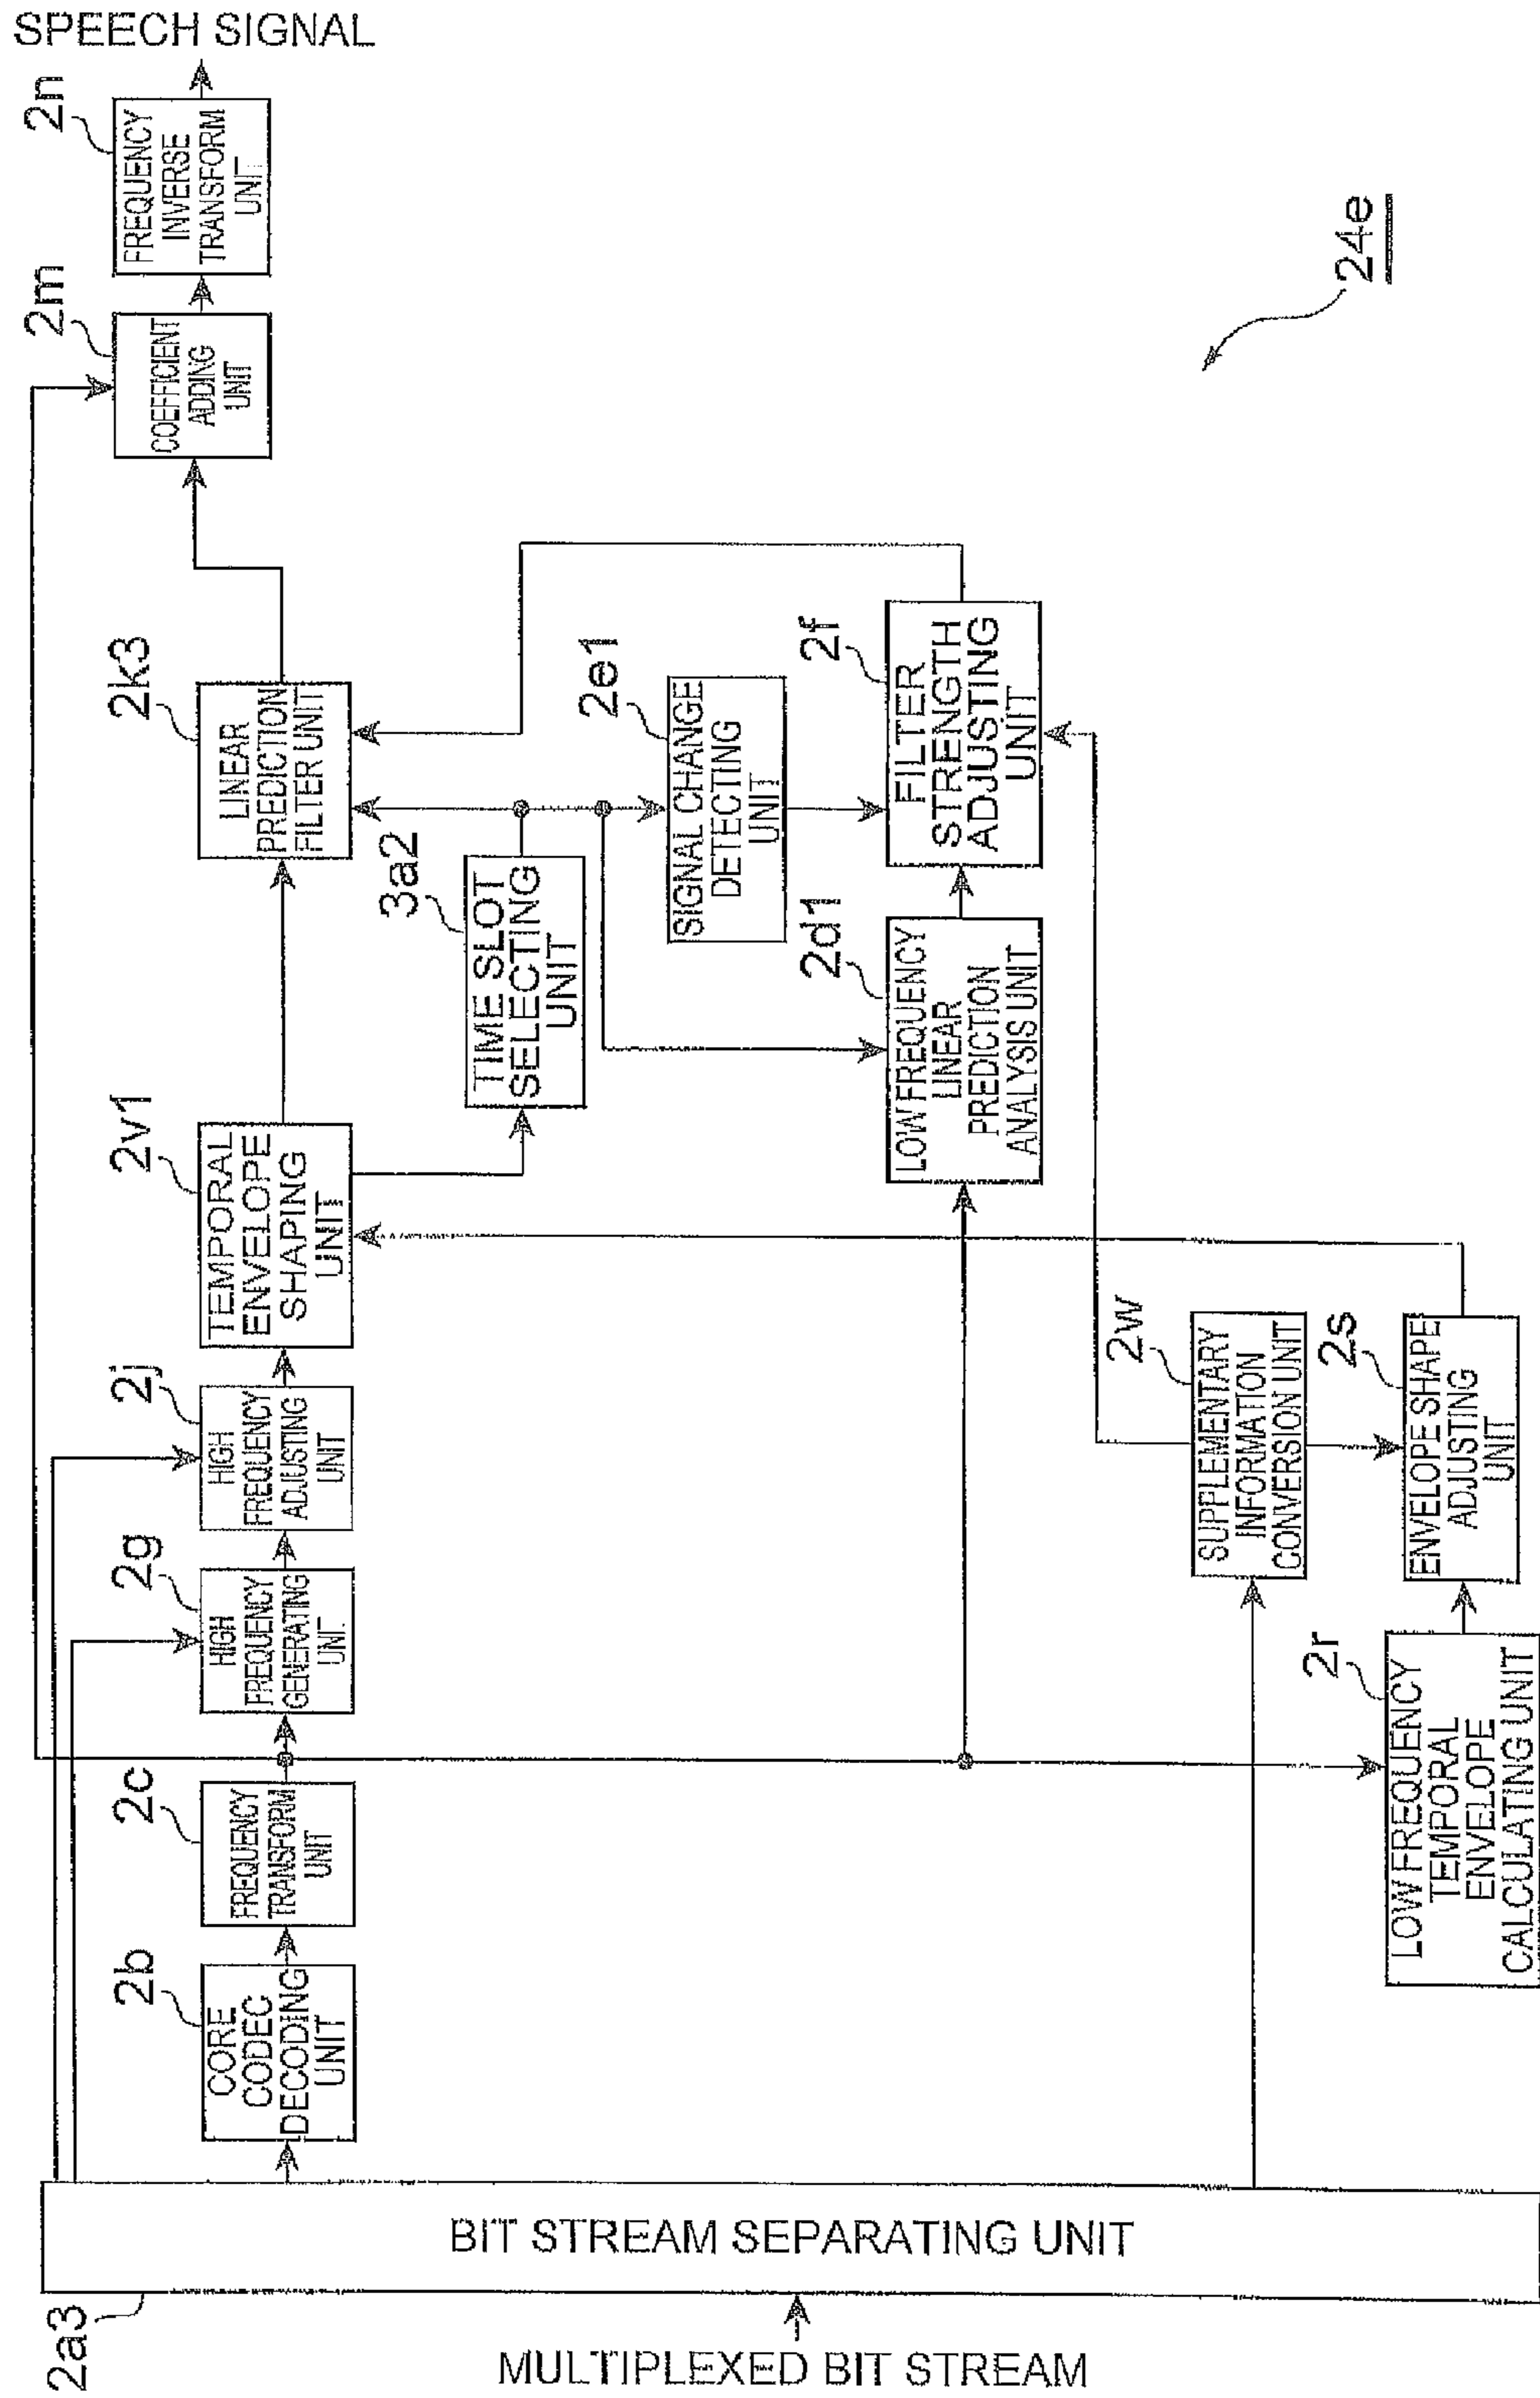 SPEECH SIGNAL
2n
FREQUENCY
INVERSE
TRANSFORM
UNIT
2m
COEFFICIENT
ADDING
UNIT
24e
2k3
LINEAR
PREDICTION
FILTER UNIT
3a2
TIME SLOT
SELECTING
UNIT
2e1
SIGNAL CHANGE
DETECTING
UNIT
2f
FILTER
STRENGTH
ADJUSTING
UNIT
2d1
LOW FREQUENCY
LINEAR
PREDICTION
ANALYSIS UNIT
2v1
TEMPORAL
ENVELOPE
SHAPING
UNIT
2j
HIGH
FREQUENCY
ADJUSTING
UNIT
2g
HIGH
FREQUENCY
GENERATING
UNIT
2w
SUPPLEMENTARY
INFORMATION
CONVERSION UNIT
2s
ENVELOPE SHAPE
ADJUSTING
UNIT
2r
LOW FREQUENCY
TEMPORAL
ENVELOPE
CALCULATING UNIT
2c
FREQUENCY
TRANSFORM
UNIT
2b
CORE
CODEC
DECODING
UNIT
BIT STREAM SEPARATING UNIT
2a3
MULTIPLEXED BIT STREAM